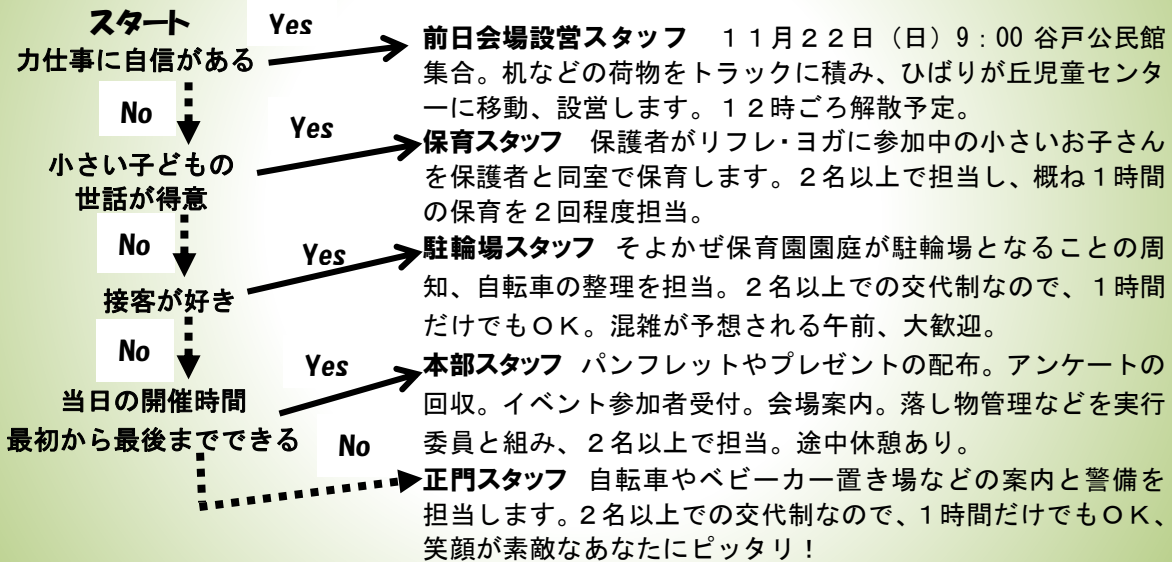 スタート
Yes
力仕事に自信がある
前日会場設営スタッフ　１１月２２日（日）9：00 谷戸公民館
集合。机などの荷物をトラックに積み、ひばりが丘児童センタ
ーに移動、設営します。１２時ごろ解散予定。
No
Yes
小さい子どもの
世話が得意
保育スタッフ　保護者がリフレ・ヨガに参加中の小さいお子さん
を保護者と同室で保育します。２名以上で担当し、概ね１時間
の保育を２回程度担当。
No
Yes
接客が好き
駐輪場スタッフ　そよかぜ保育園園庭が駐輪場となることの周
知、自転車の整理を担当。２名以上での交代制なので、１時間
だけでもＯＫ。混雑が予想される午前、大歓迎。
No
Yes
当日の開催時間
最初から最後までできる
本部スタッフ　パンフレットやプレゼントの配布。アンケートの
回収。イベント参加者受付。会場案内。落し物管理などを実行
委員と組み、２名以上で担当。途中休憩あり。
No
正門スタッフ　自転車やベビーカー置き場などの案内と警備を
担当します。２名以上での交代制なので、１時間だけでもＯＫ、
笑顔が素敵なあなたにピッタリ！